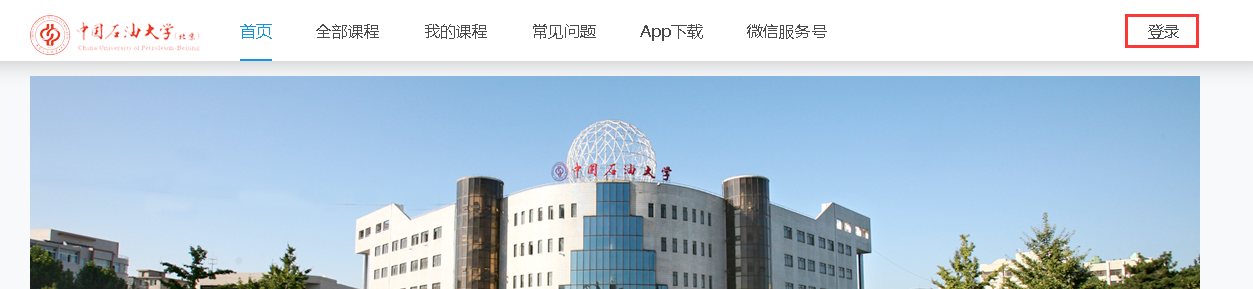 中国石油大学(北京)
China University of Petroleum-Beijing
首页 全部课程 我的课程 常见问题 App下载 微信服务号 登录
中国石油大学